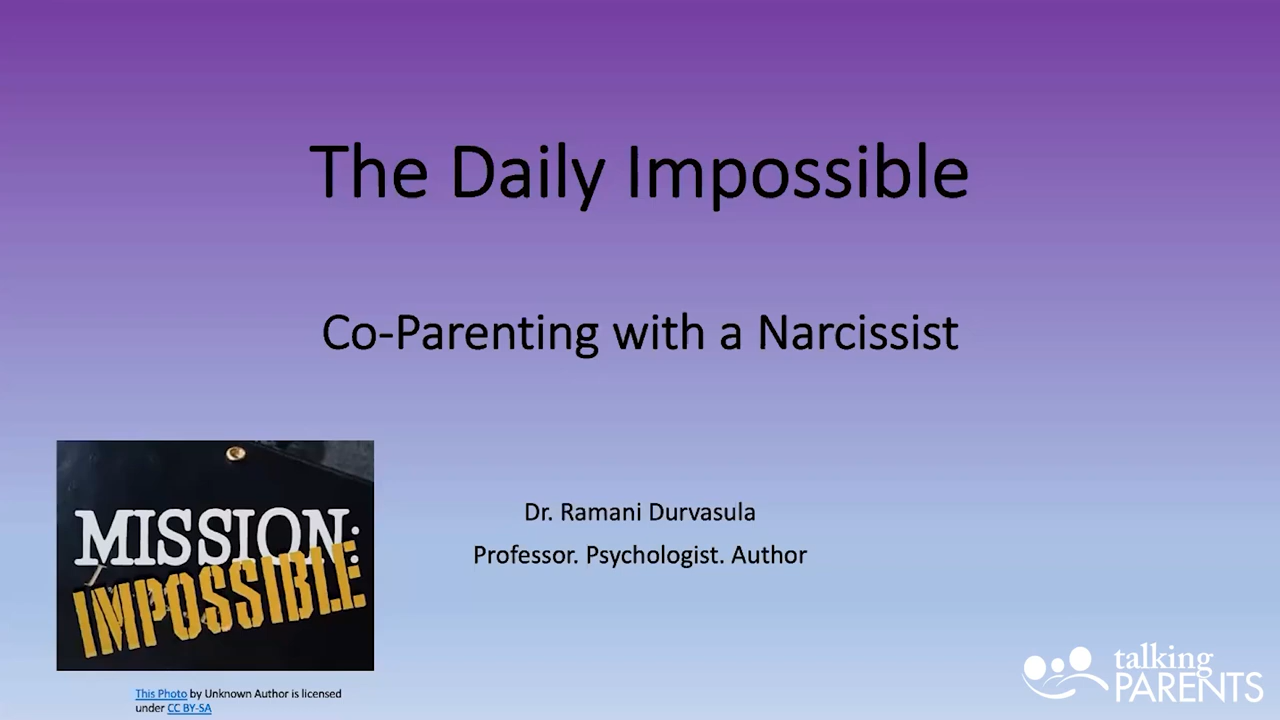 The Daily Impossible
Co-Parenting with a Narcissist
MISSION:
IMPOSSIBLE
Dr. Ramani Durvasula
Professor. Psychologist. Author
This Photo by Unknown Author is licensed
under CC BY-SA
talking
PARENTS